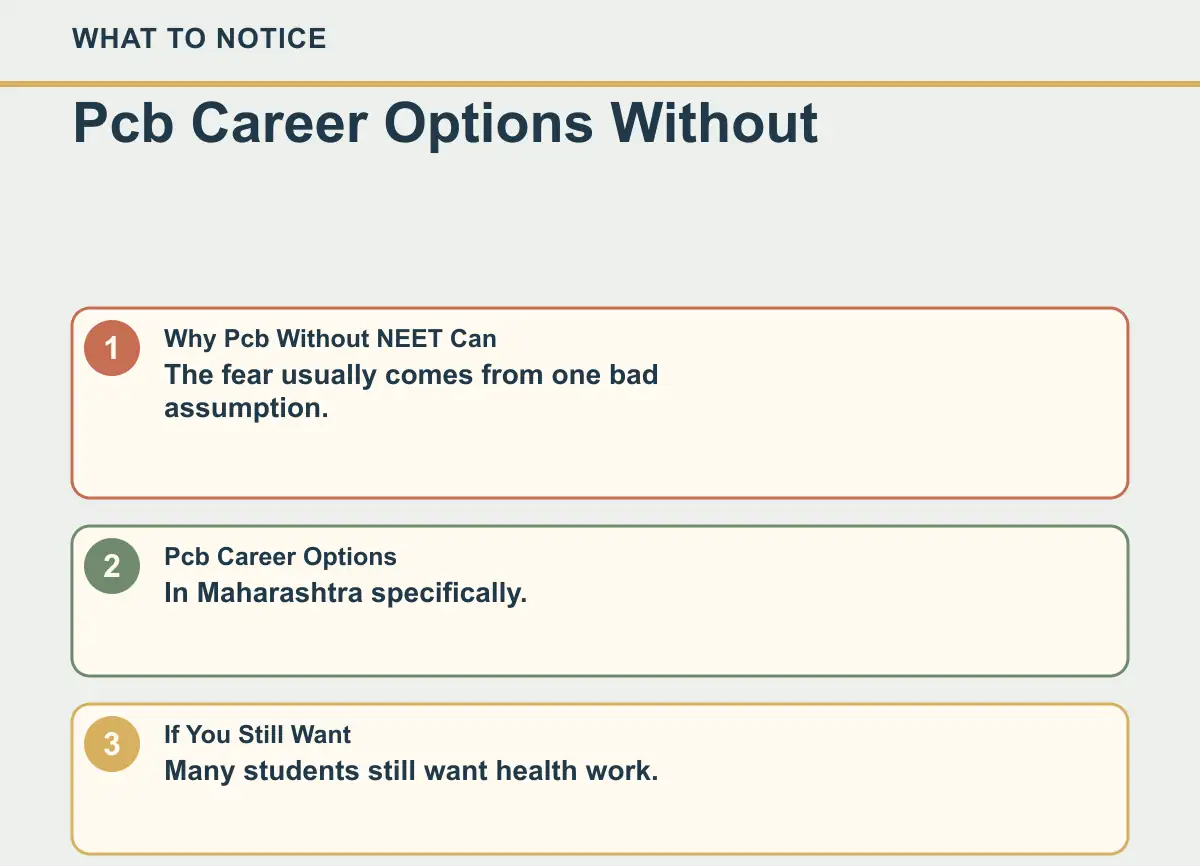 WHAT TO NOTICE
Pcb Career Options Without
1
Why Pcb Without NEET Can
The fear usually comes from one bad
assumption.
2
Pcb Career Options
In Maharashtra specifically.
3
If You Still Want
Many students still want health work.